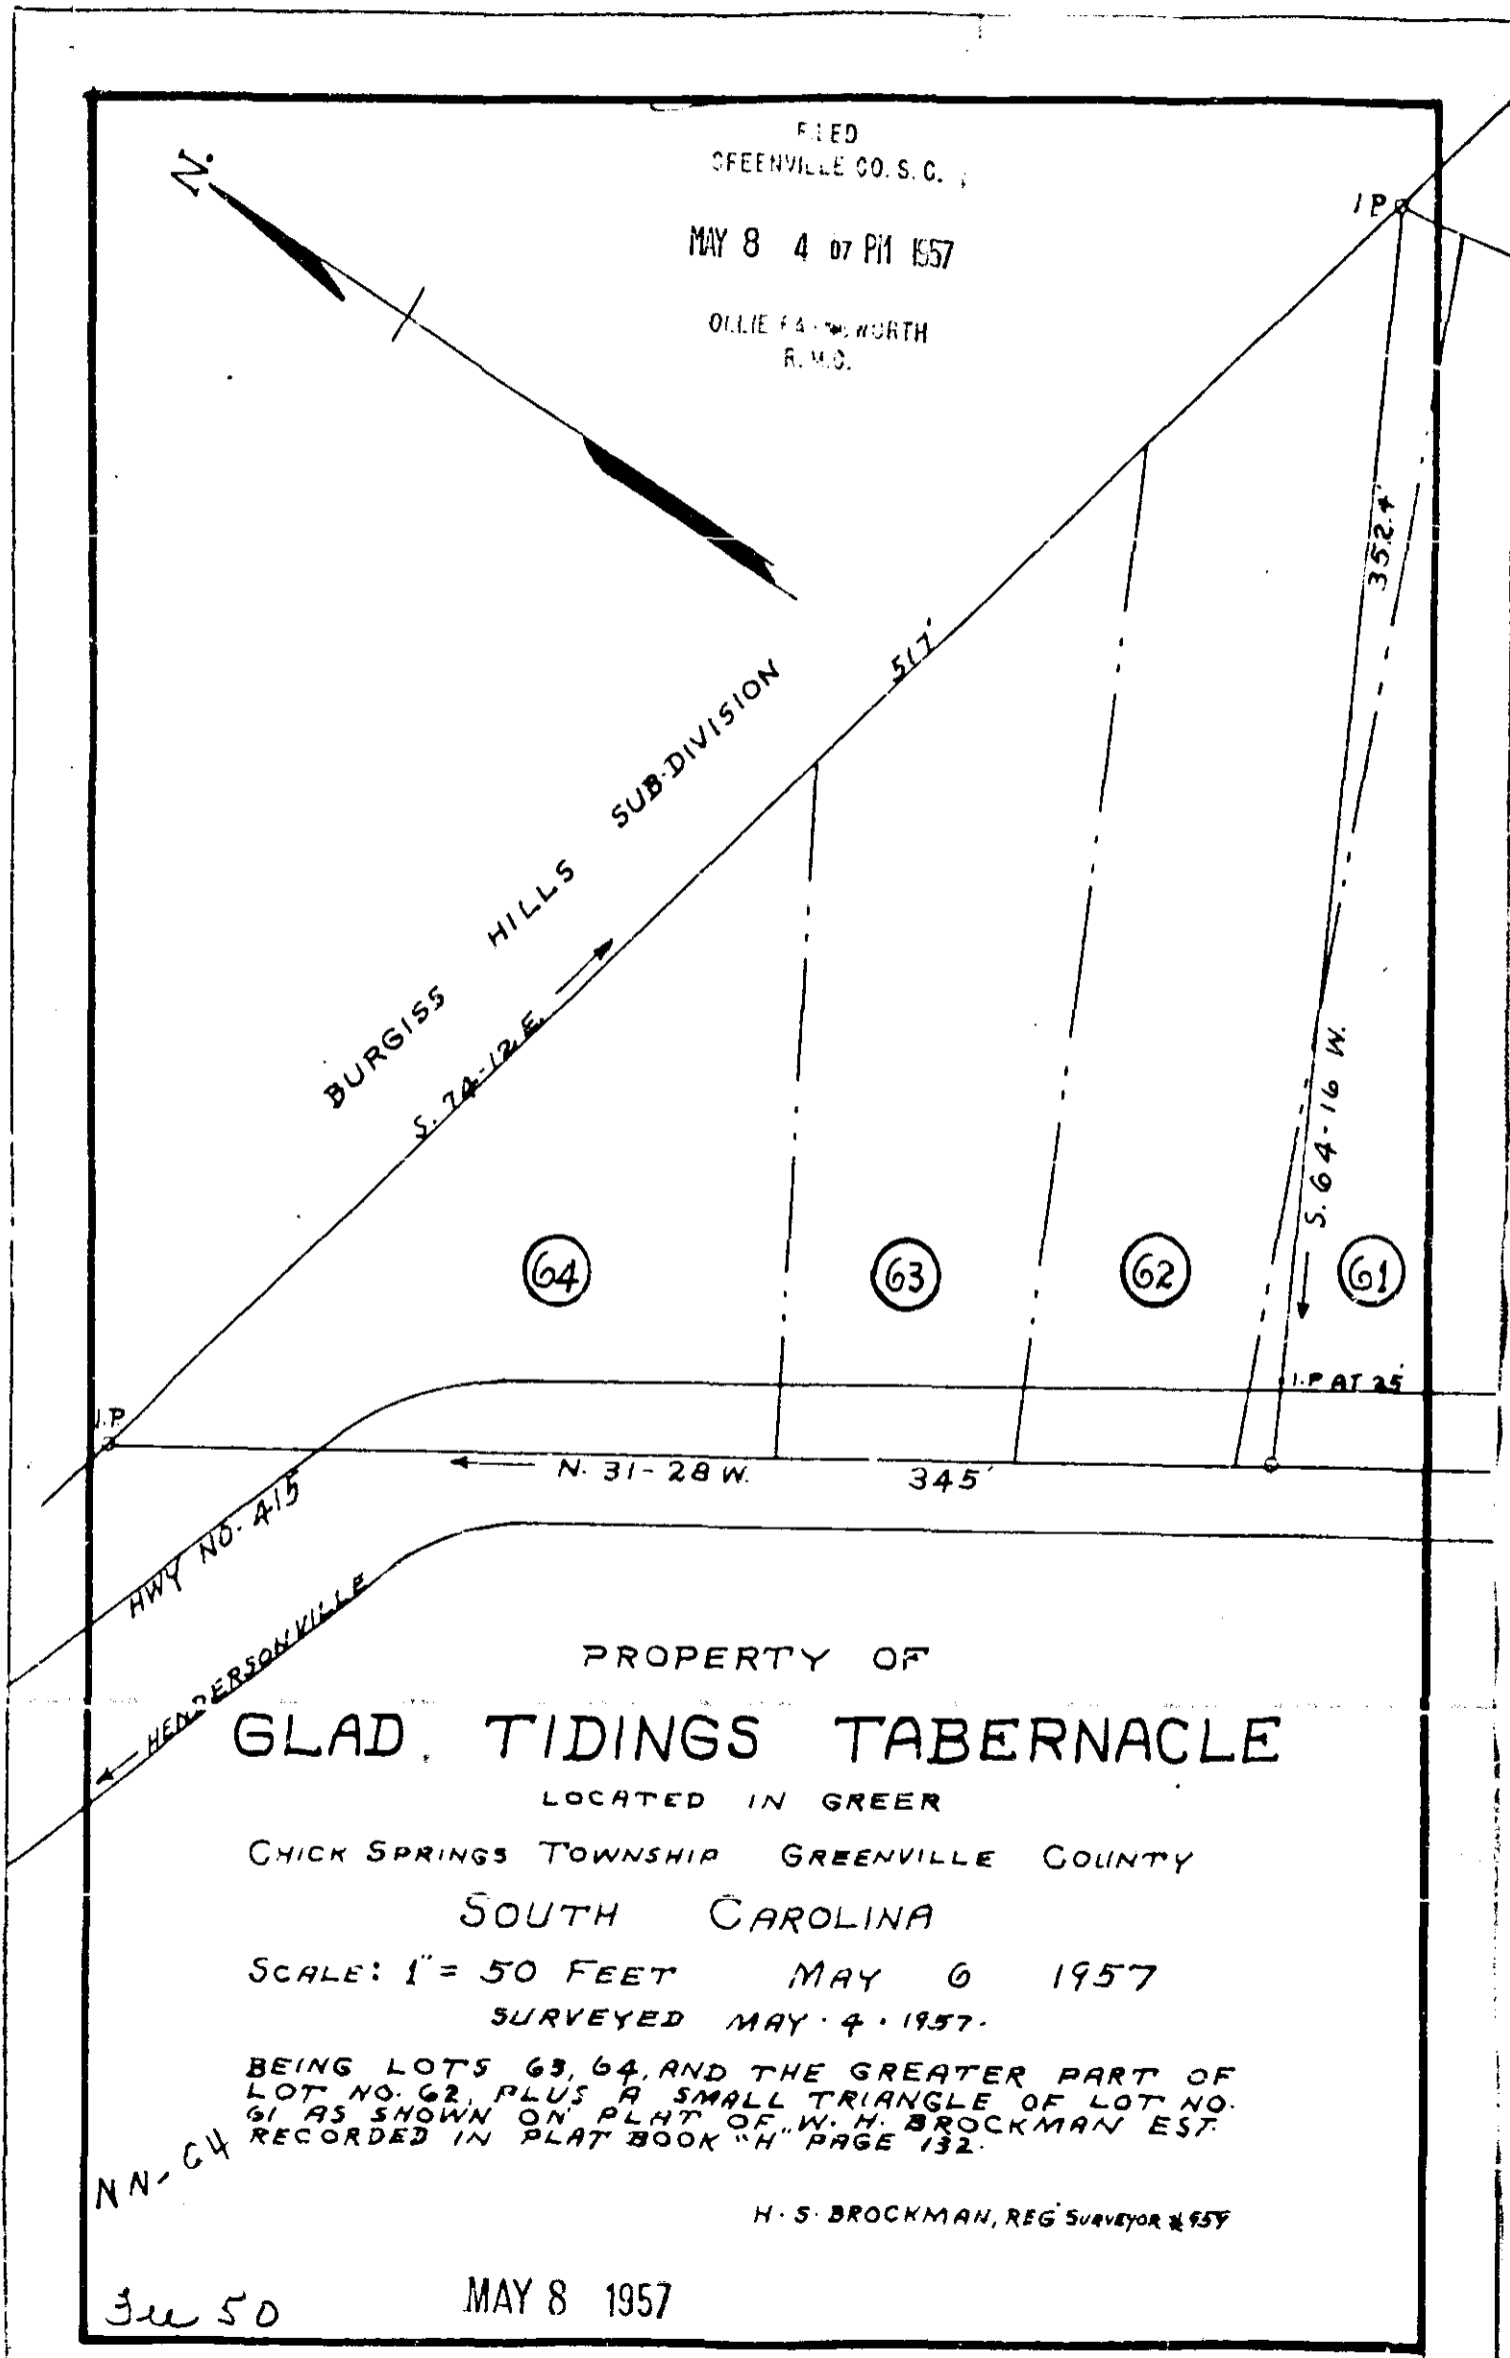 N.
FILED
GREENVILLE CO. S. C.
MAY 8 4 07 PM 1957
OLLIE FARNSWORTH
R.M.C.
I P
352.4'
517'
BURGISS HILLS SUB-DIVISION
S. 74-12 E.
S. 64-16 W.
64
63
62
61
I.P AT 25'
I.P.
N. 31-28 W. 345'
HWY NO. 415
HENDERSONVILLE
PROPERTY OF
GLAD TIDINGS TABERNACLE
LOCATED IN GREER
CHICK SPRINGS TOWNSHIP GREENVILLE COUNTY
SOUTH CAROLINA
SCALE: 1" = 50 FEET MAY 6 1957
SURVEYED MAY . 4 . 1957.
BEING LOTS 63, 64, AND THE GREATER PART OF
LOT NO. 62, PLUS A SMALL TRIANGLE OF LOT NO.
61 AS SHOWN ON PLAT OF W. H. BROCKMAN EST.
RECORDED IN PLAT BOOK "H" PAGE 132.
NN-64
H. S. BROCKMAN, REG SURVEYOR
50
MAY 8 1957